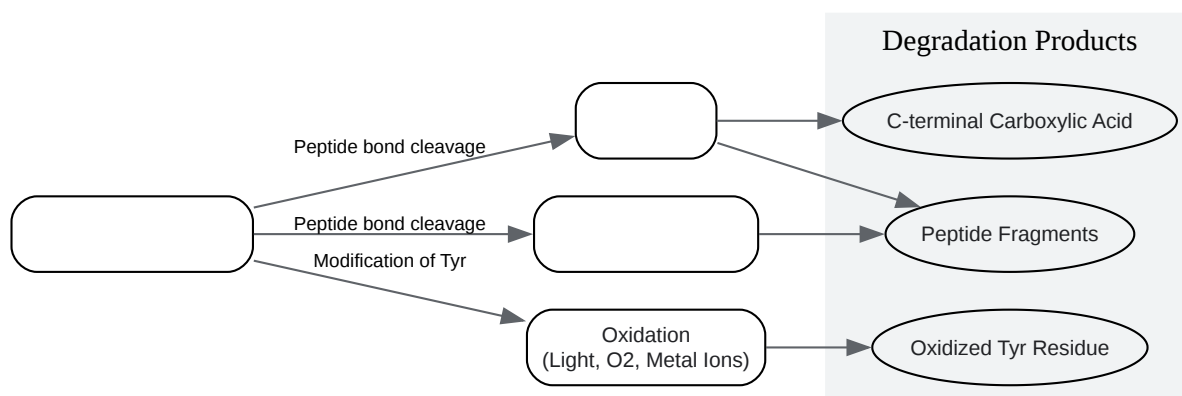 Degradation Products
Peptide bond cleavage
C-terminal Carboxylic Acid
Peptide bond cleavage
Peptide Fragments
Modification of Tyr
Oxidation
(Light, O2, Metal Ions)
Oxidized Tyr Residue